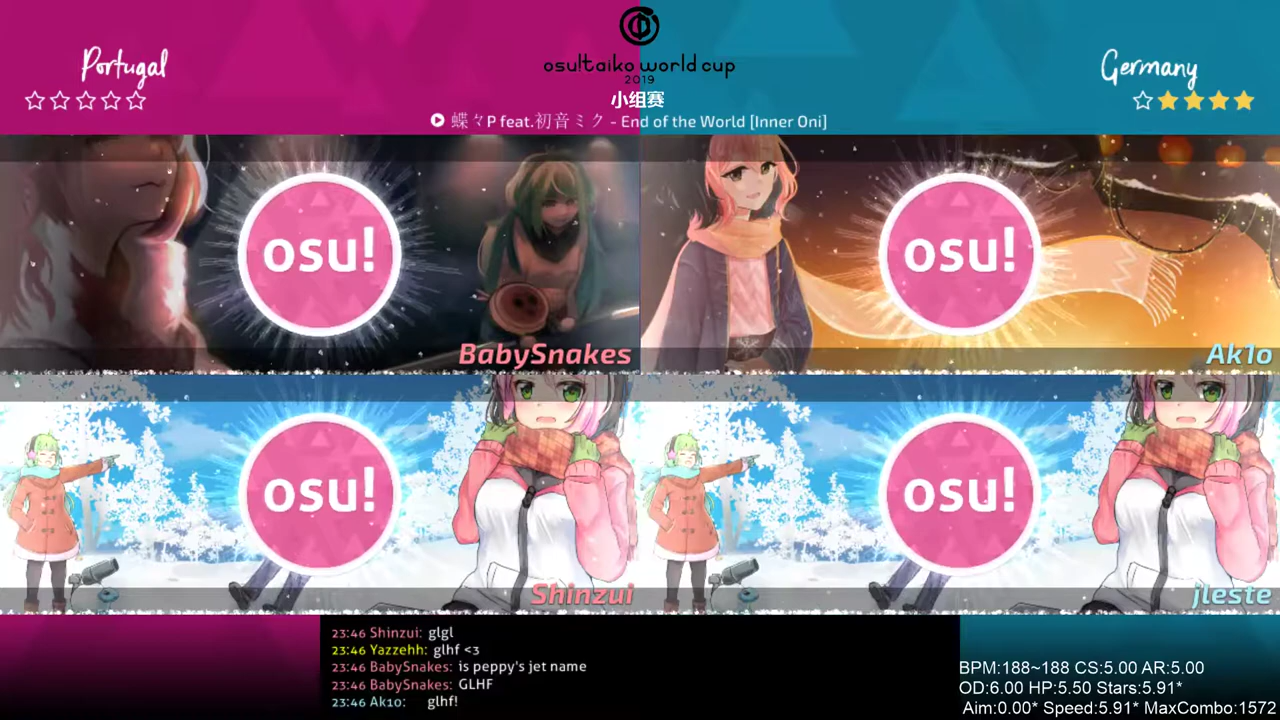 Portugal
osu!taiko world cup
2019
小组赛
Germany
蝶々P feat.初音ミク - End of the World [Inner Oni]
osu!
osu!
BabySnakes
Ak1o
osu!
osu!
Shinzui
jleste
23:46 Shinzui: glgl
23:46 Yazzehh: glhf <3
23:46 BabySnakes: is peppy's jet name
23:46 BabySnakes: GLHF
23:46 Ak1o: glhf!
BPM:188~188 CS:5.00 AR:5.00
OD:6.00 HP:5.50 Stars:5.91*
Aim:0.00* Speed:5.91* MaxCombo:1572